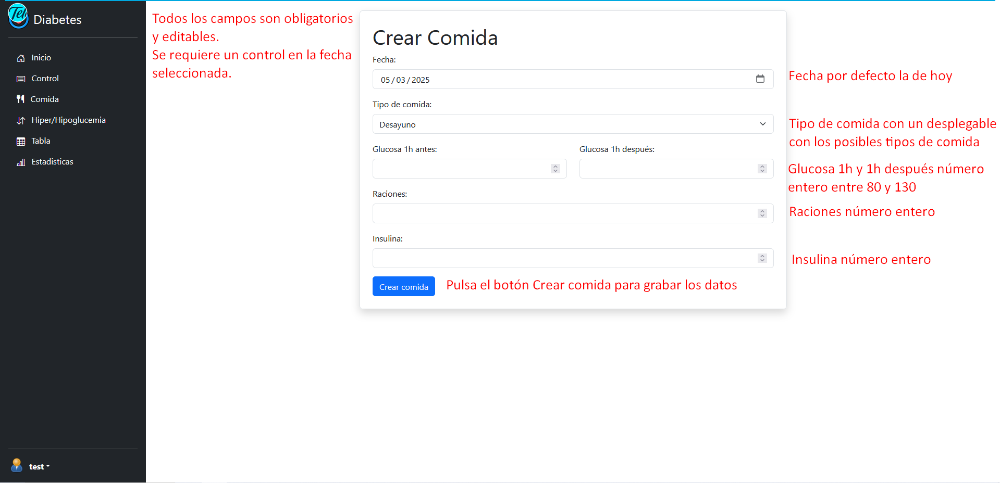 Tel
Diabetes
Inicio
Control
Comida
Hiper/Hipoglucemia
Tabla
Estadisticas
test
Todos los campos son obligatorios
y editables.
Se requiere un control en la fecha
seleccionada.
Crear Comida
Fecha:
05/03/2025
Fecha por defecto la de hoy
Tipo de comida:
Desayuno
Tipo de comida con un desplegable
con los posibles tipos de comida
Glucosa 1h antes:
Glucosa 1h después:
Glucosa 1h y 1h después número
entero entre 80 y 130
Raciones:
Raciones número entero
Insulina:
Insulina número entero
Crear comida
Pulsa el botón Crear comida para grabar los datos